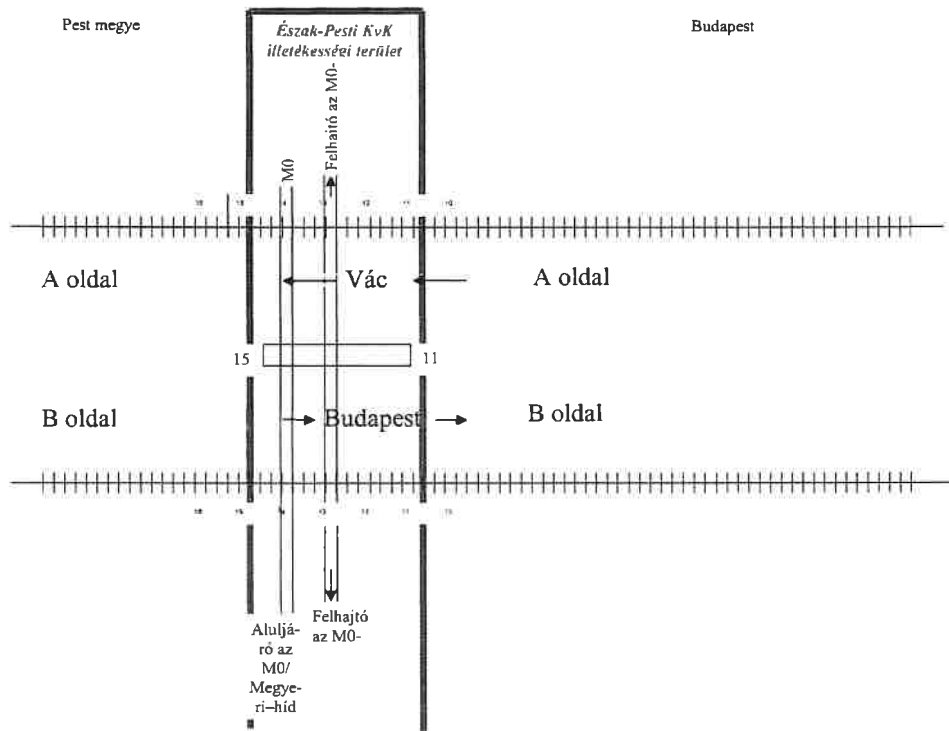 Pest megye
Észak-Pesti KvK
illetékességi terület
Budapest
M0
Felhajtó az M0-
A oldal
Vác
A oldal
15
11
B oldal
Budapest
B oldal
Aluljá-
ró az
M0/
Megye-
ri–híd
Felhajtó
az M0-